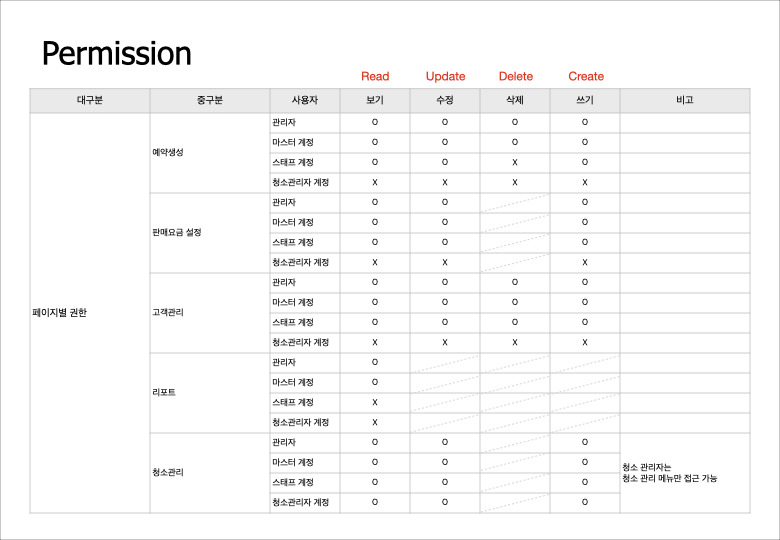 Permission
Read Update Delete Create
대구분 중구분 사용자 보기 수정 삭제 쓰기 비고
페이지별 권한
예약생성
관리자 O O O O
마스터 계정 O O O O
스태프 계정 O O X O
청소관리자 계정 X X X X
판매요금 설정
관리자 O O O
마스터 계정 O O O
스태프 계정 O O O
청소관리자 계정 X X X
고객관리
관리자 O O O O
마스터 계정 O O O O
스태프 계정 O O O O
청소관리자 계정 X X X X
리포트
관리자 O
마스터 계정 O
스태프 계정 X
청소관리자 계정 X
청소관리
관리자 O O O
마스터 계정 O O O
스태프 계정 O O O
청소관리자 계정 O O O
청소 관리자는
청소 관리 메뉴만 접근 가능